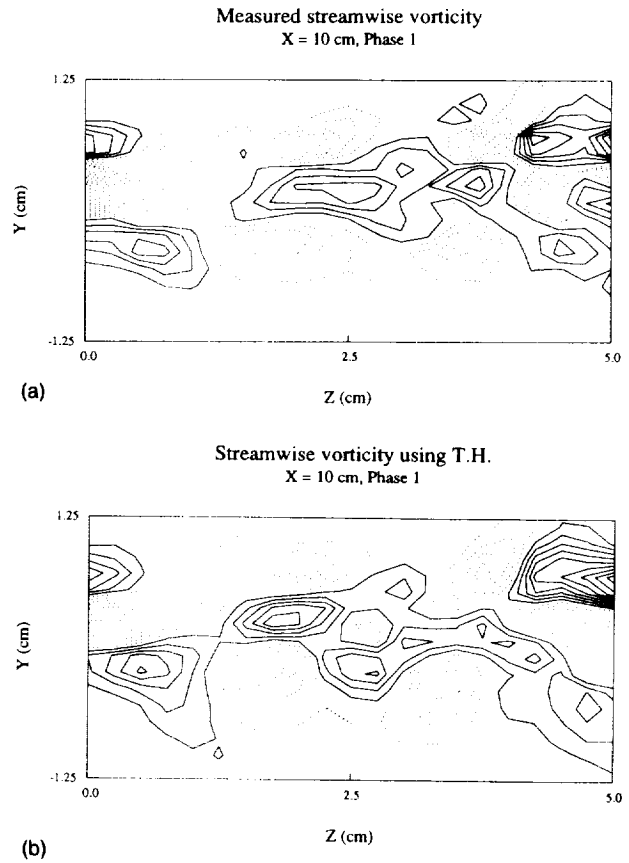 Measured streamwise vorticity
X = 10 cm, Phase 1
1.25
Y (cm)
-1.25
0.0
2.5
5.0
Z (cm)
(a)
Streamwise vorticity using T.H.
X = 10 cm, Phase 1
1.25
Y (cm)
-1.25
0.0
2.5
5.0
Z (cm)
(b)